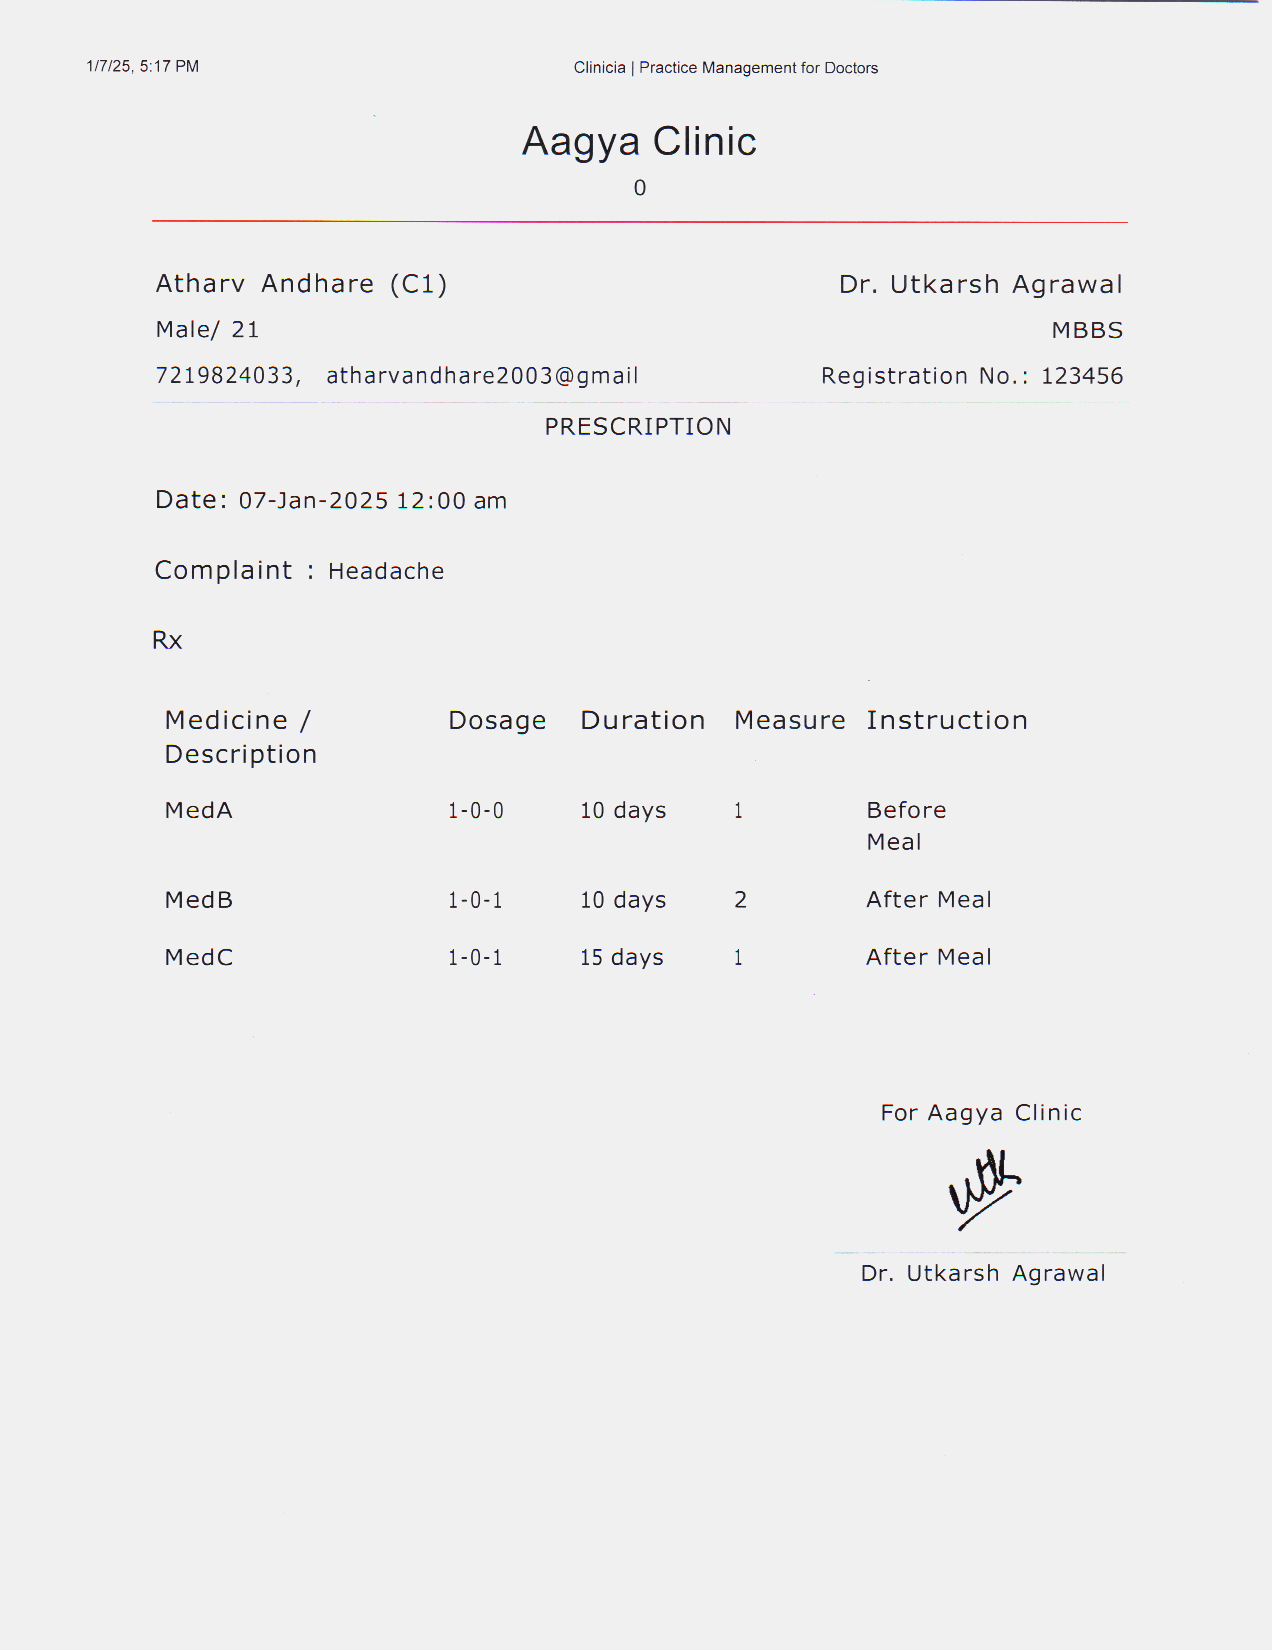 1/7/25, 5:17 PM Clinicia | Practice Management for Doctors
Aagya Clinic
0
Atharv Andhare (C1) Dr. Utkarsh Agrawal
Male/ 21 MBBS
7219824033, atharvandhare2003@gmail Registration No.: 123456
PRESCRIPTION
Date: 07-Jan-2025 12:00 am
Complaint : Headache
Rx
Medicine / Dosage Duration Measure Instruction
Description
MedA 1-0-0 10 days 1 Before
Meal
MedB 1-0-1 10 days 2 After Meal
MedC 1-0-1 15 days 1 After Meal
For Aagya Clinic
Utk
Dr. Utkarsh Agrawal